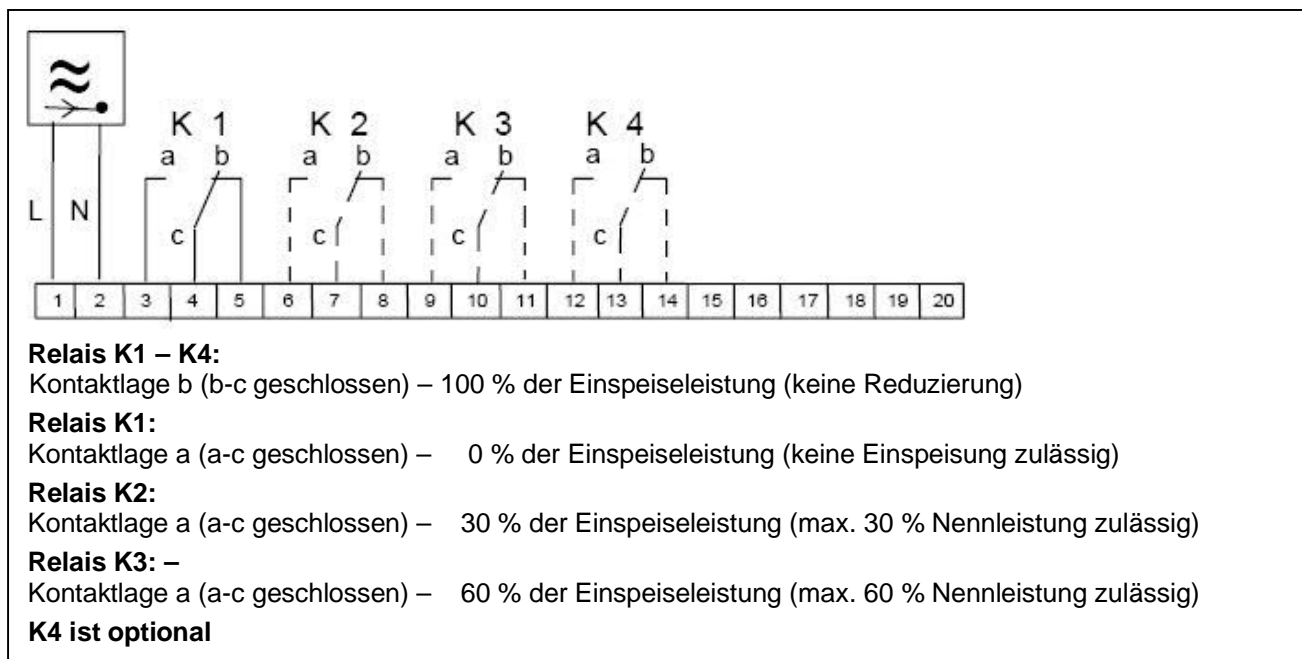 K 1 K 2 K 3 K 4
a b a b a b a b
L N c c c c
1 2 3 4 5 6 7 8 9 10 11 12 13 14 15 16 17 18 19 20
Relais K1 – K4:
Kontaktlage b (b-c geschlossen) – 100 % der Einspeiseleistung (keine Reduzierung)
Relais K1:
Kontaktlage a (a-c geschlossen) – 0 % der Einspeiseleistung (keine Einspeisung zulässig)
Relais K2:
Kontaktlage a (a-c geschlossen) – 30 % der Einspeiseleistung (max. 30 % Nennleistung zulässig)
Relais K3: –
Kontaktlage a (a-c geschlossen) – 60 % der Einspeiseleistung (max. 60 % Nennleistung zulässig)
K4 ist optional